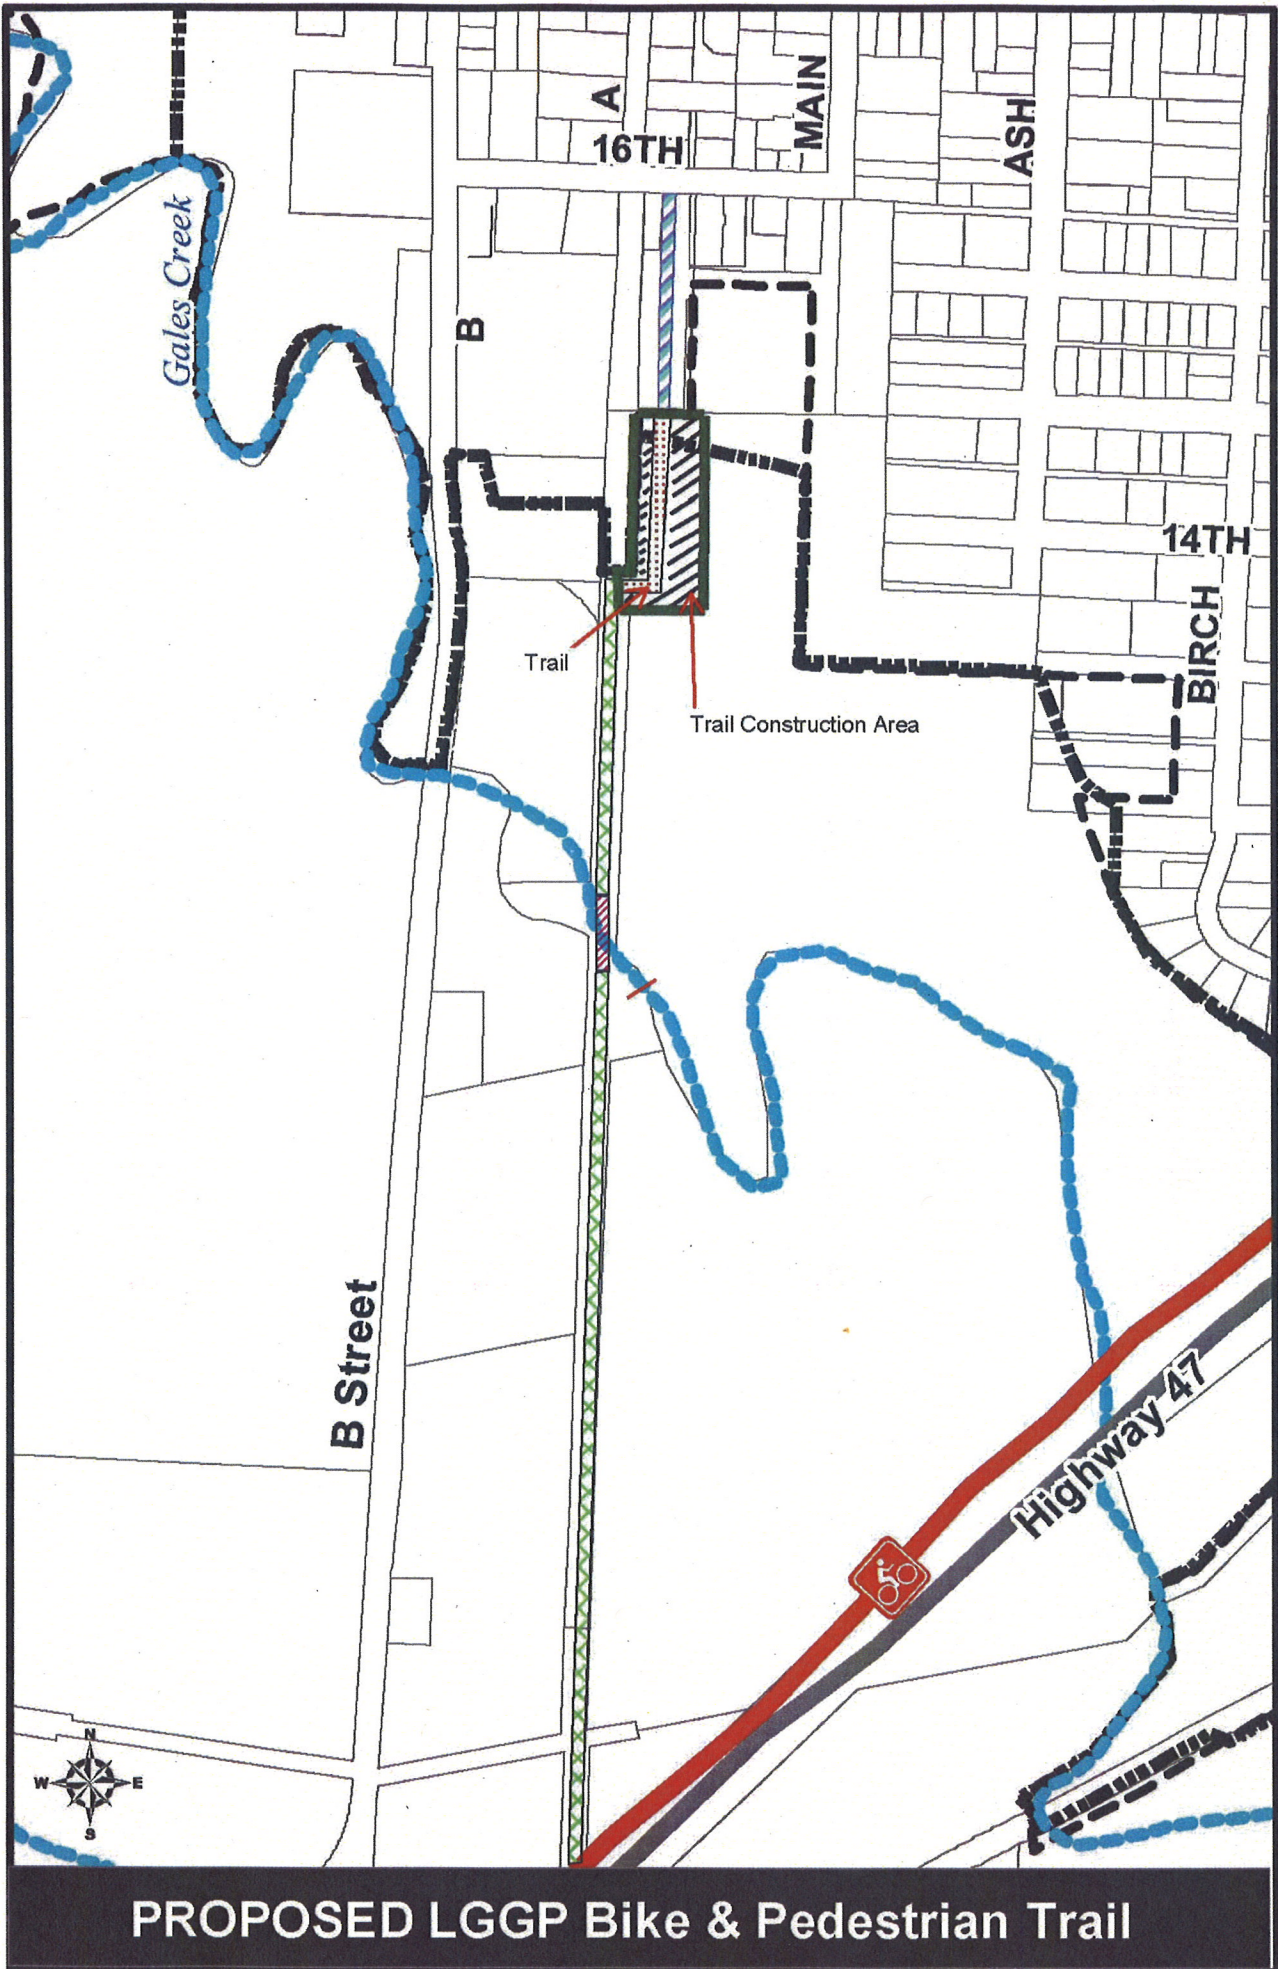 A
MAIN
16TH
ASH
Gales Creek
B
14TH
BIRCH
Trail
Trail Construction Area
B Street
Highway 47
N
W E
S
PROPOSED LGGP Bike & Pedestrian Trail